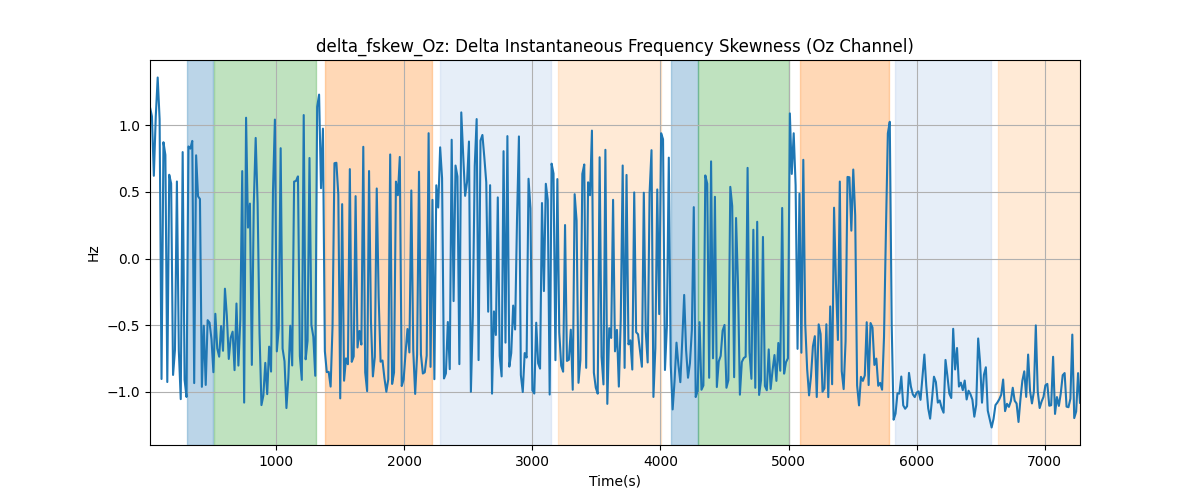 delta_fskew_Oz: Delta Instantaneous Frequency Skewness (Oz Channel)
1.0
0.5
0.0
−0.5
−1.0
Hz
1000 2000 3000 4000 5000 6000 7000
Time(s)